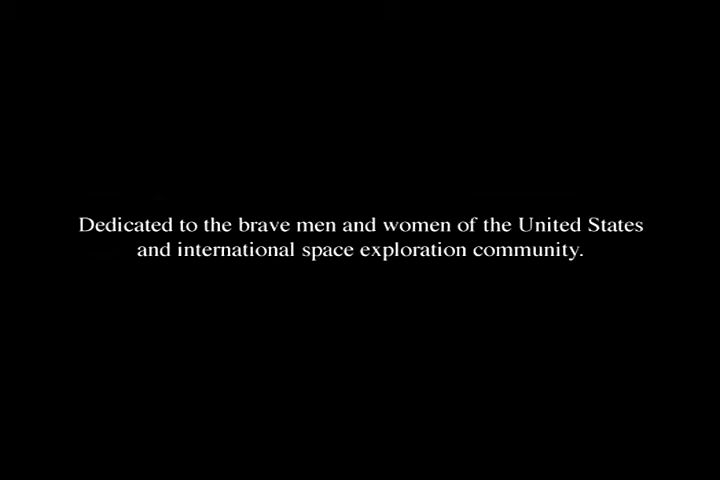 Dedicated to the brave men and women of the United States
and international space exploration community.